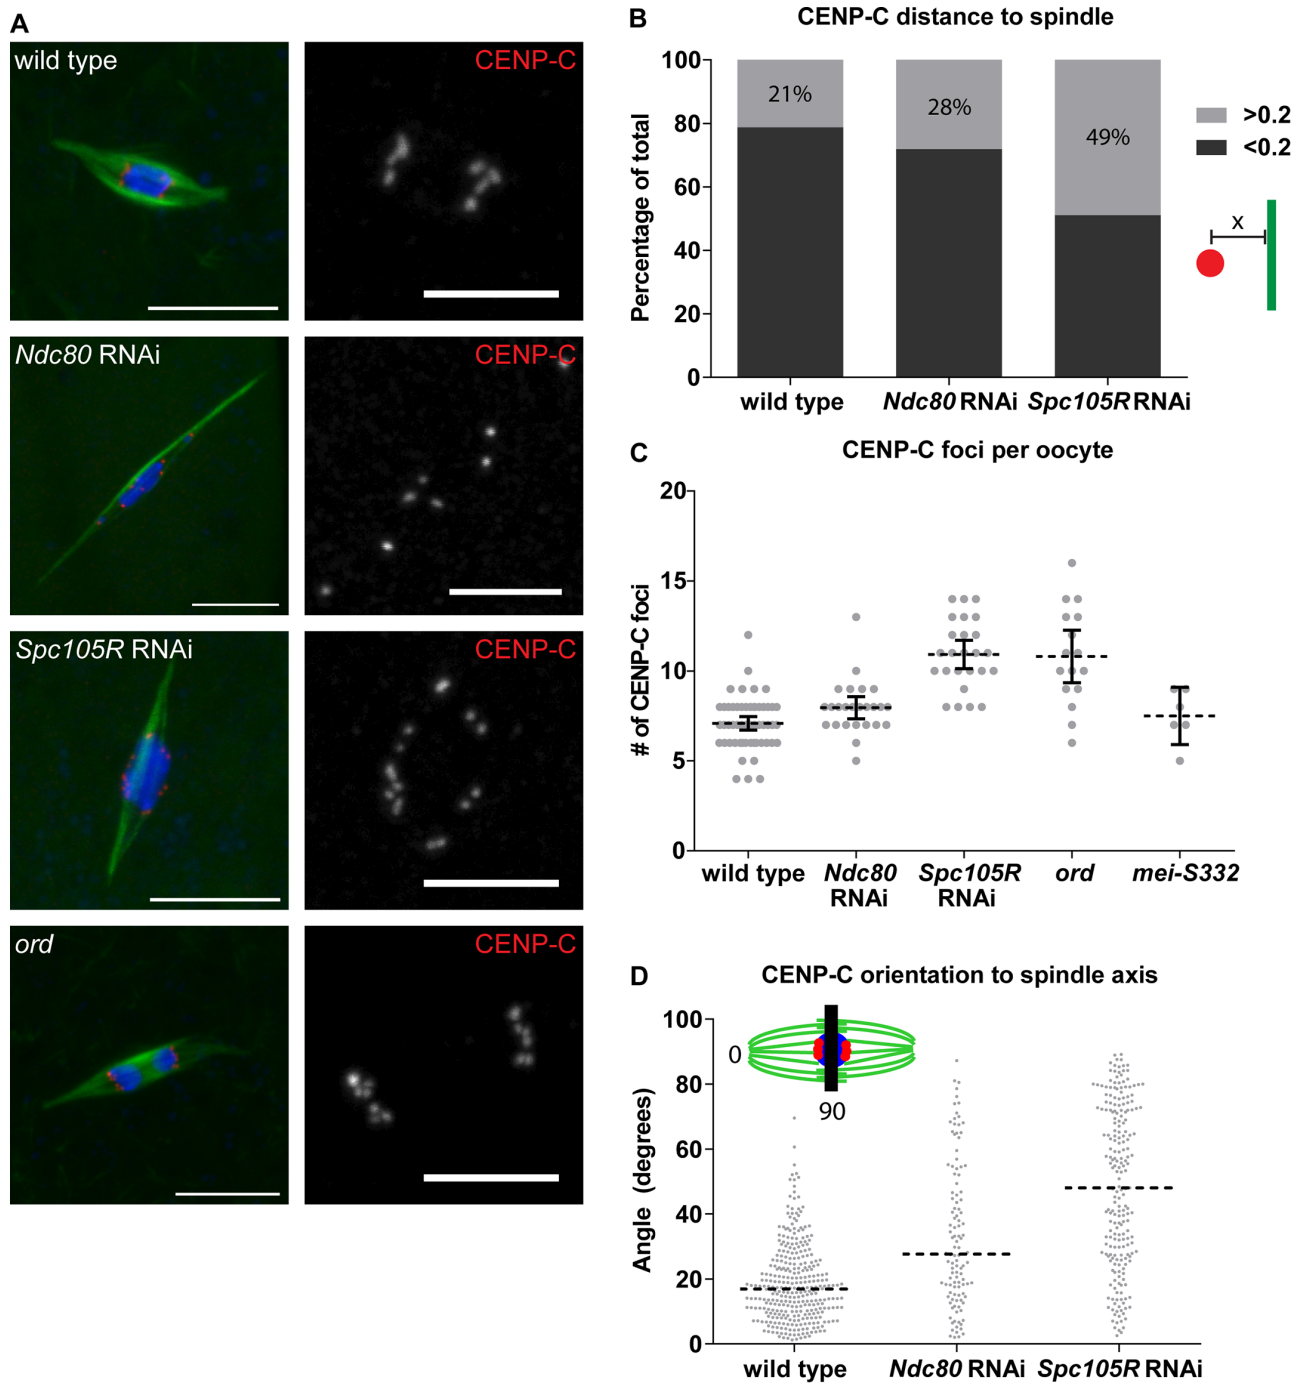 A
wild type
CENP-C
Ndc80 RNAi
CENP-C
Spc105R RNAi
CENP-C
ord
CENP-C
B
CENP-C distance to spindle
Percentage of total
100
80
60
40
20
0
21%
28%
49%
wild type
Ndc80 RNAi
Spc105R RNAi
>0.2
<0.2
x
C
CENP-C foci per oocyte
# of CENP-C foci
20
15
10
5
0
wild type
Ndc80
RNAi
Spc105R
RNAi
ord
mei-S332
D
CENP-C orientation to spindle axis
Angle (degrees)
100
80
60
40
20
0
0
90
wild type
Ndc80 RNAi
Spc105R RNAi